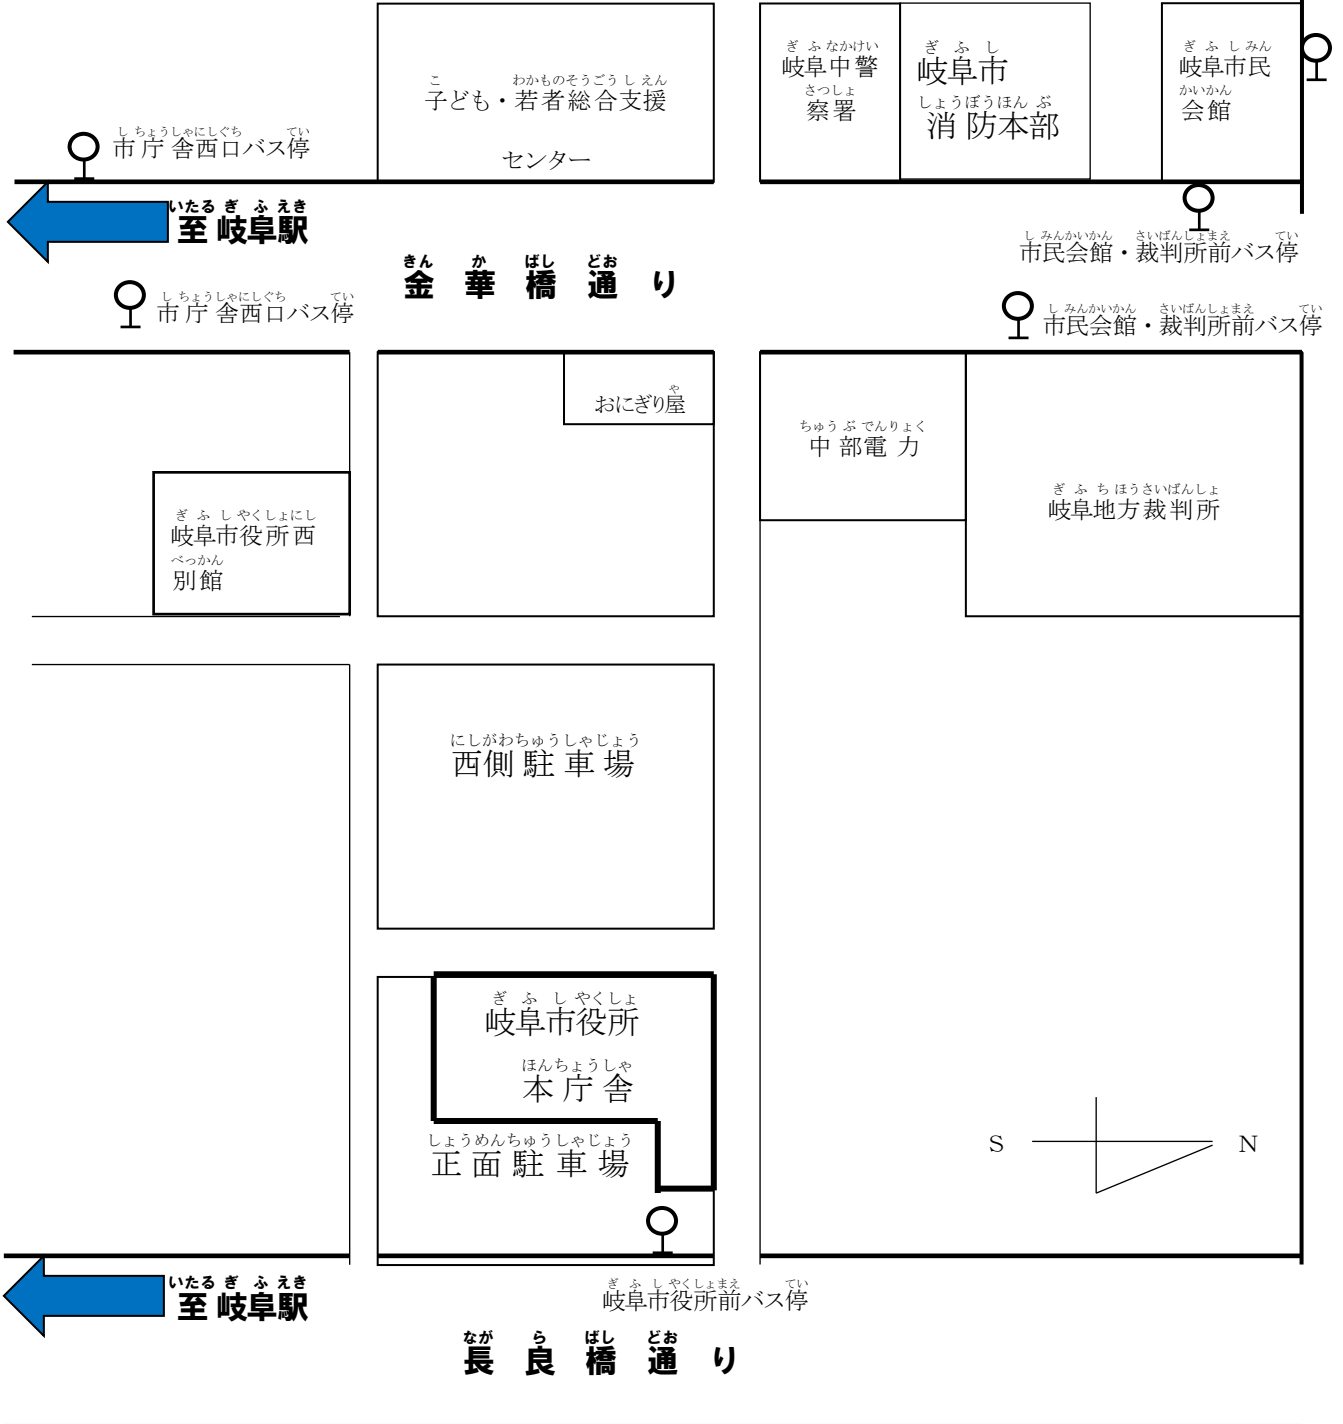 ぎふなかけい
岐阜中警
さつしょ
察署
ぎふし
岐阜市
しょうぼうほんぶ
消防本部
ぎふしみん
岐阜市民
かいかん
会館
こ わかものそうごうしえん
子ども・若者総合支援
センター
しちょうしゃにしぐち てい
市庁舎西口バス停
いたるぎふえき
至岐阜駅
しみんかいかん さいばんしょまえ てい
市民会館・裁判所前バス停
きんかばしどお
金華橋通り
しちょうしゃにしぐち てい
市庁舎西口バス停
しみんかいかん さいばんしょまえ てい
市民会館・裁判所前バス停
や
おにぎり屋
ちゅうぶでんりょく
中部電力
ぎふちほうさいばんしょ
岐阜地方裁判所
ぎふしやくしょにし
岐阜市役所西
べっかん
別館
にしがわちゅうしゃじょう
西側駐車場
ぎふしやくしょ
岐阜市役所
ほんちょうしゃ
本庁舎
しょうめんちゅうしゃじょう
正面駐車場
S N
いたるぎふえき
至岐阜駅
ぎふしやくしょまえ てい
岐阜市役所前バス停
ながらばしどお
長良橋通り